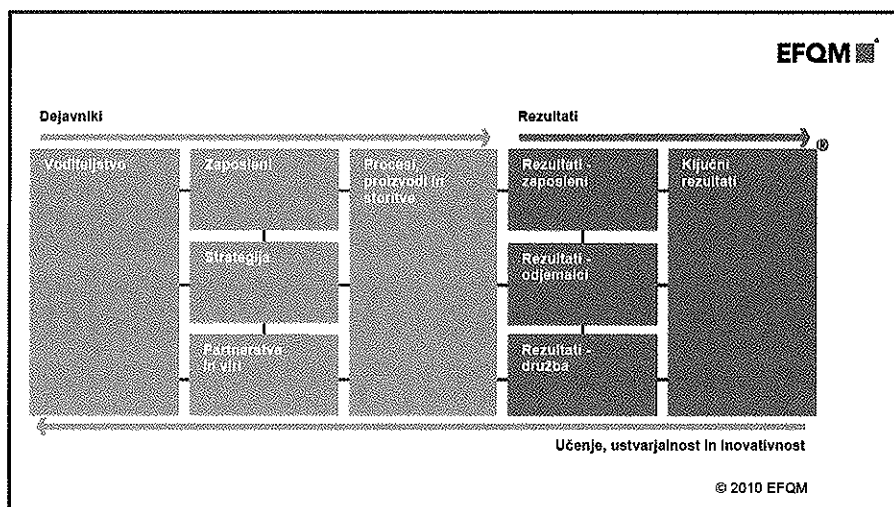 EFQM
Dejavniki
Rezultati
®
Voditeljstvo
Zaposleni
Procesi,
proizvodi in
storitve
Rezultati -
zaposleni
Ključni
rezultati
Strategija
Rezultati -
odjemalci
Partnerstva
in viri
Rezultati -
družba
Učenje, ustvarjalnost in inovativnost
© 2010 EFQM